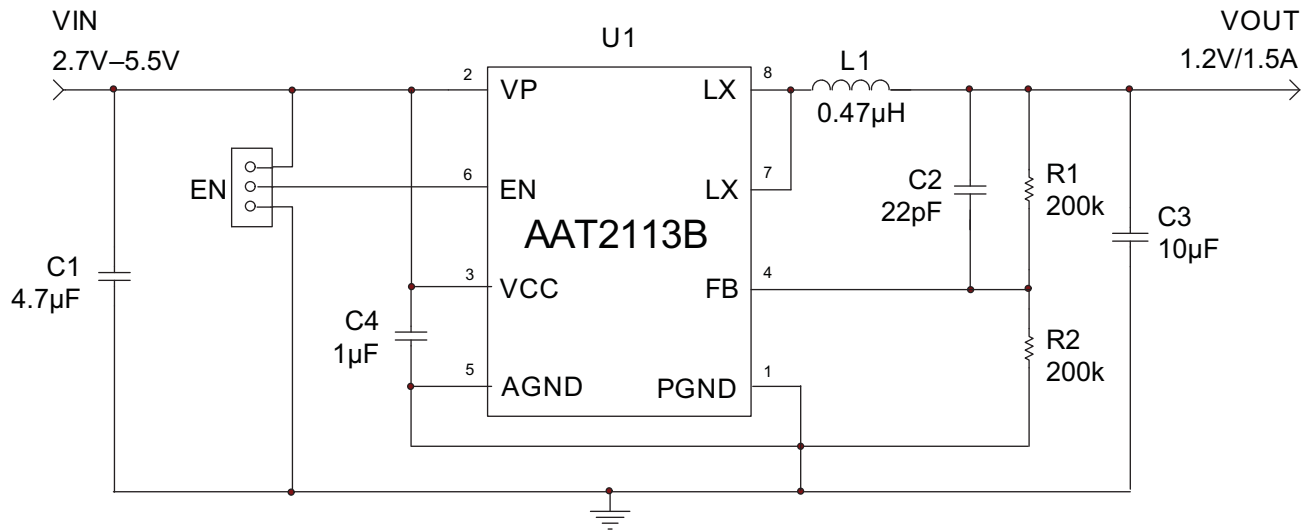 VIN
2.7V–5.5V
U1
VOUT
1.2V/1.5A
L1
0.47µH
2
VP
LX
8
EN
6
EN
LX
7
AAT2113B
C2
22pF
R1
200k
C3
10µF
C1
4.7µF
3
VCC
FB
4
C4
1µF
R2
200k
5
AGND
PGND
1